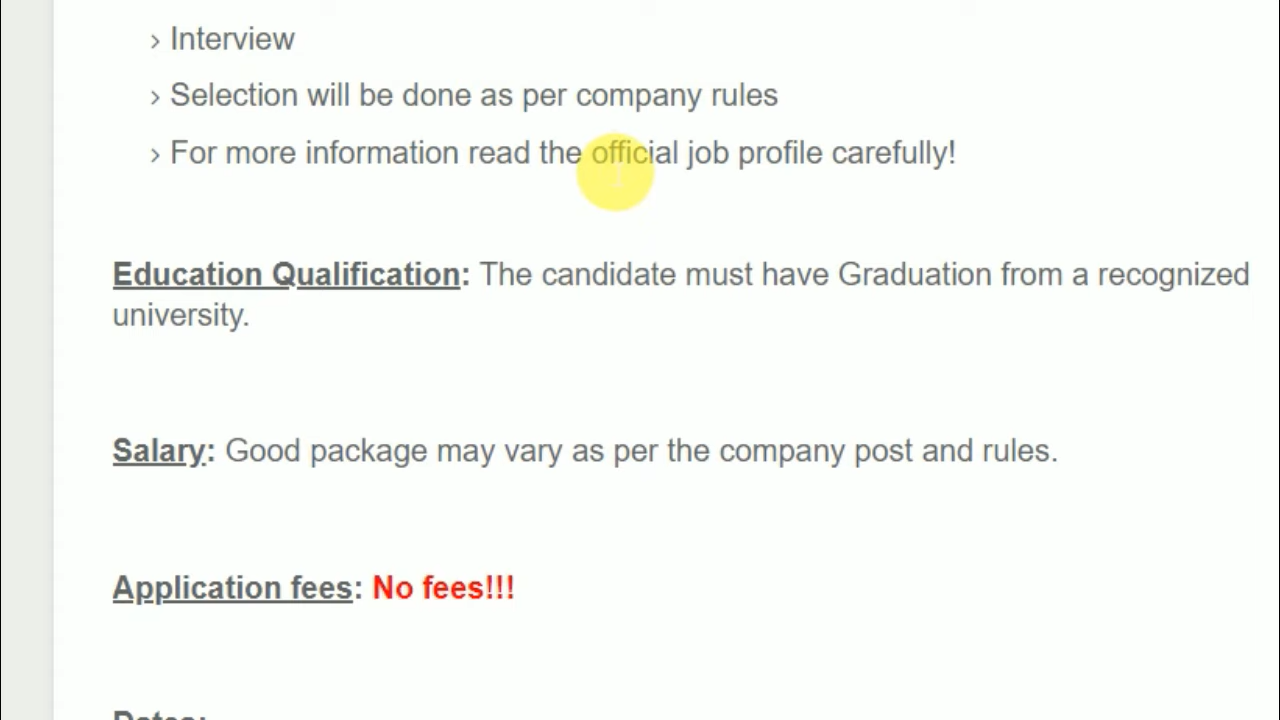 › Interview
› Selection will be done as per company rules
› For more information read the official job profile carefully!
Education Qualification: The candidate must have Graduation from a recognized
university.
Salary: Good package may vary as per the company post and rules.
Application fees: No fees!!!
Dates: